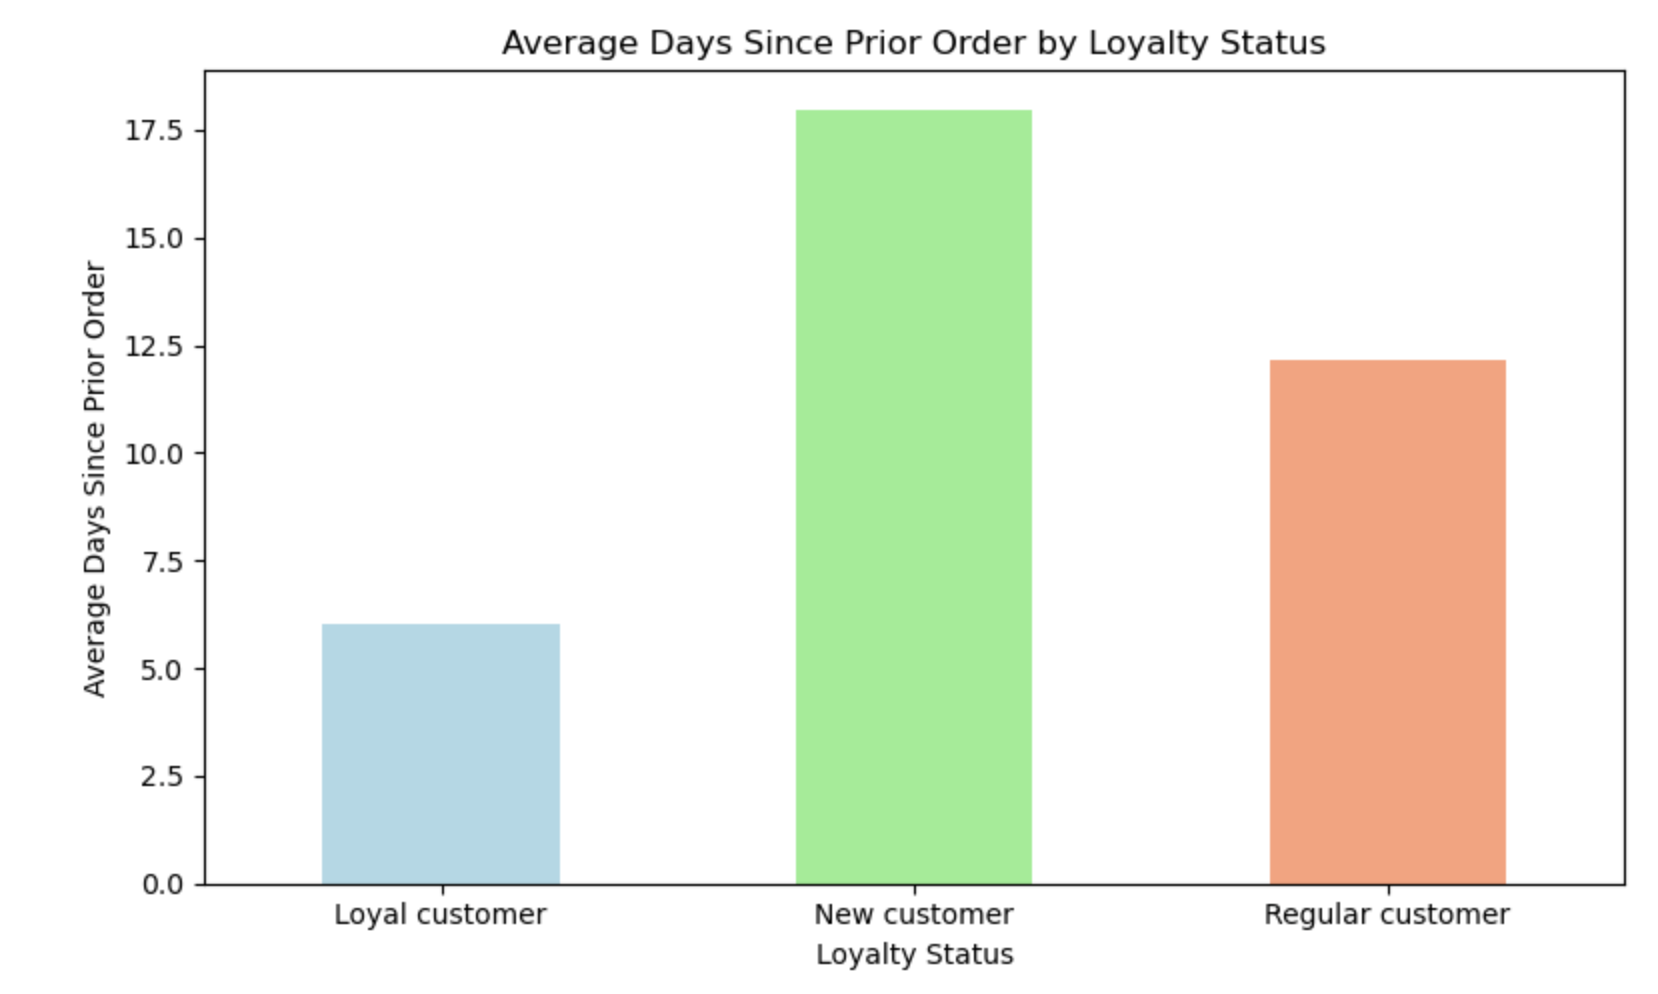 Average Days Since Prior Order by Loyalty Status
Average Days Since Prior Order
17.5
15.0
12.5
10.0
7.5
5.0
2.5
0.0
Loyal customer
New customer
Regular customer
Loyalty Status